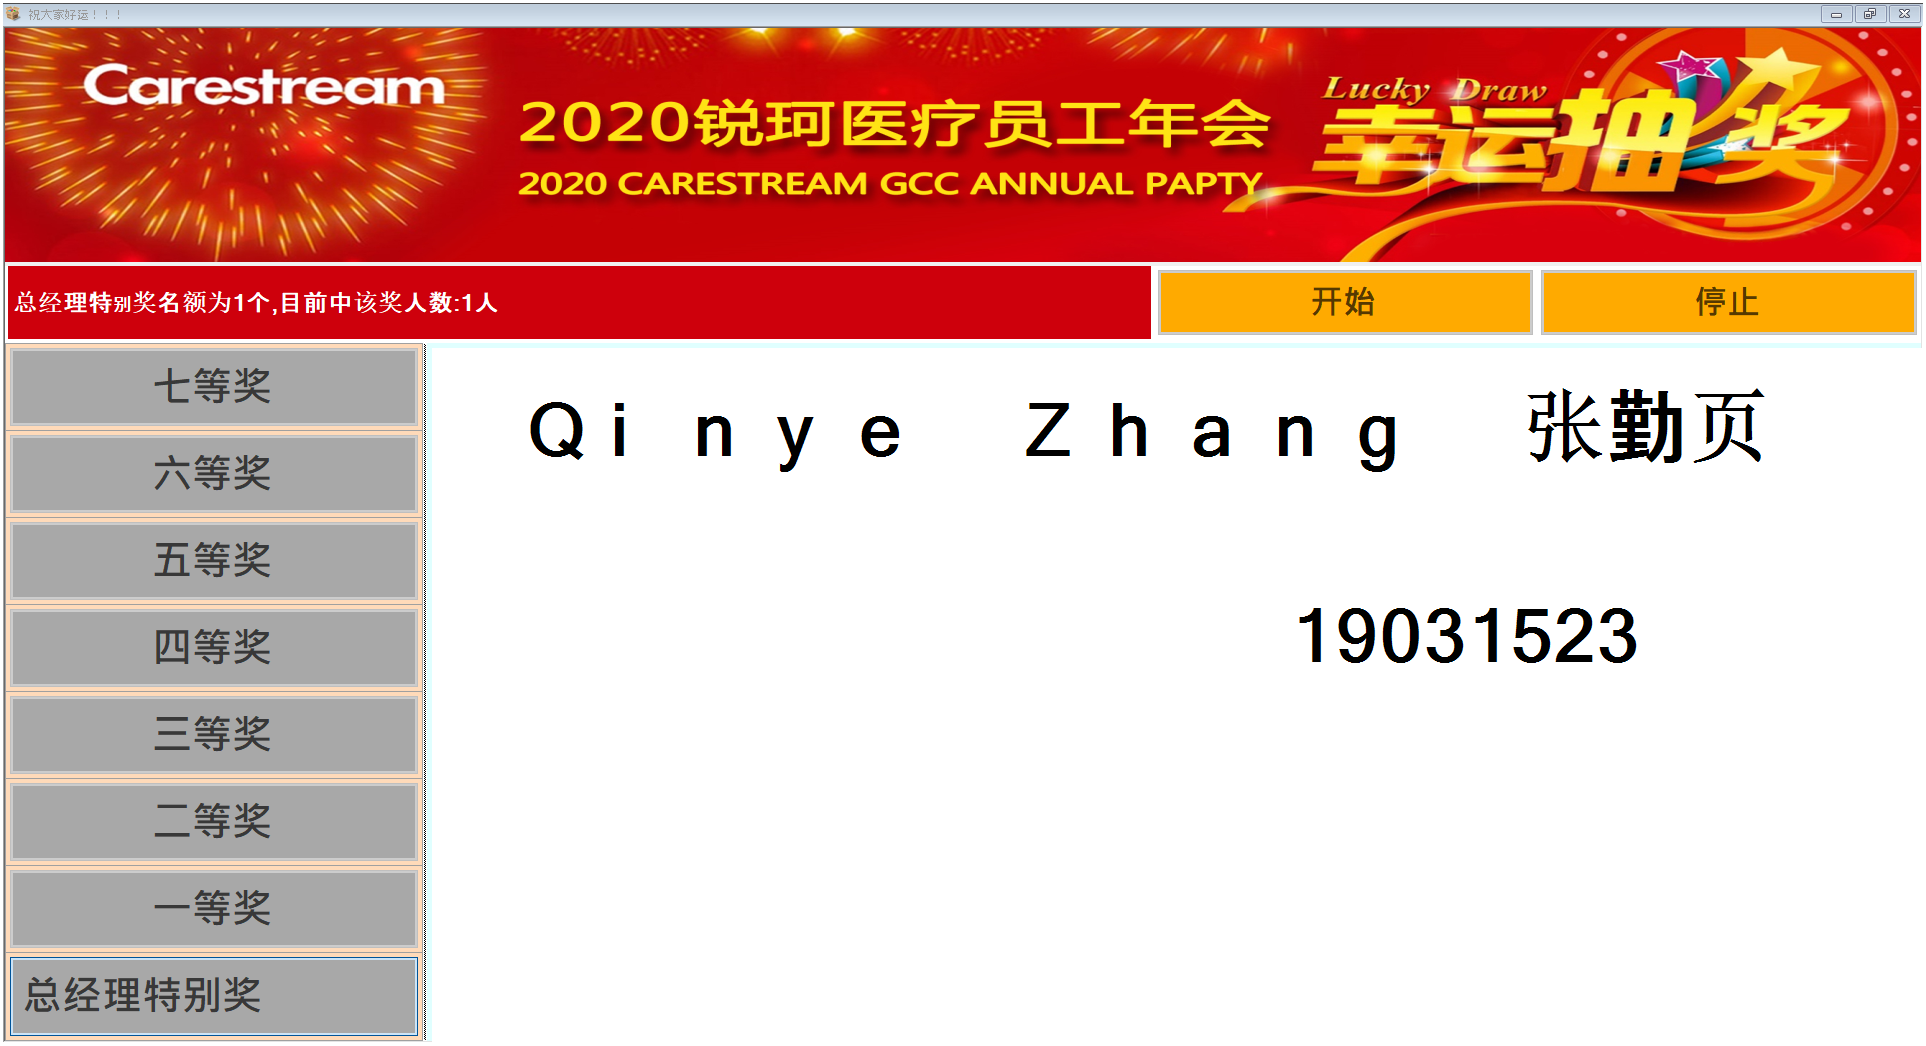 祝大家好运！！！
Carestream
2020锐珂医疗员工年会
2020 CARESTREAM GCC ANNUAL PAPTY
Lucky Draw
幸运抽奖
总经理特别奖名额为1个,目前中该奖人数:1人
开始
停止
七等奖
六等奖
五等奖
四等奖
三等奖
二等奖
一等奖
总经理特别奖
Qinye Zhang 张勤页
19031523